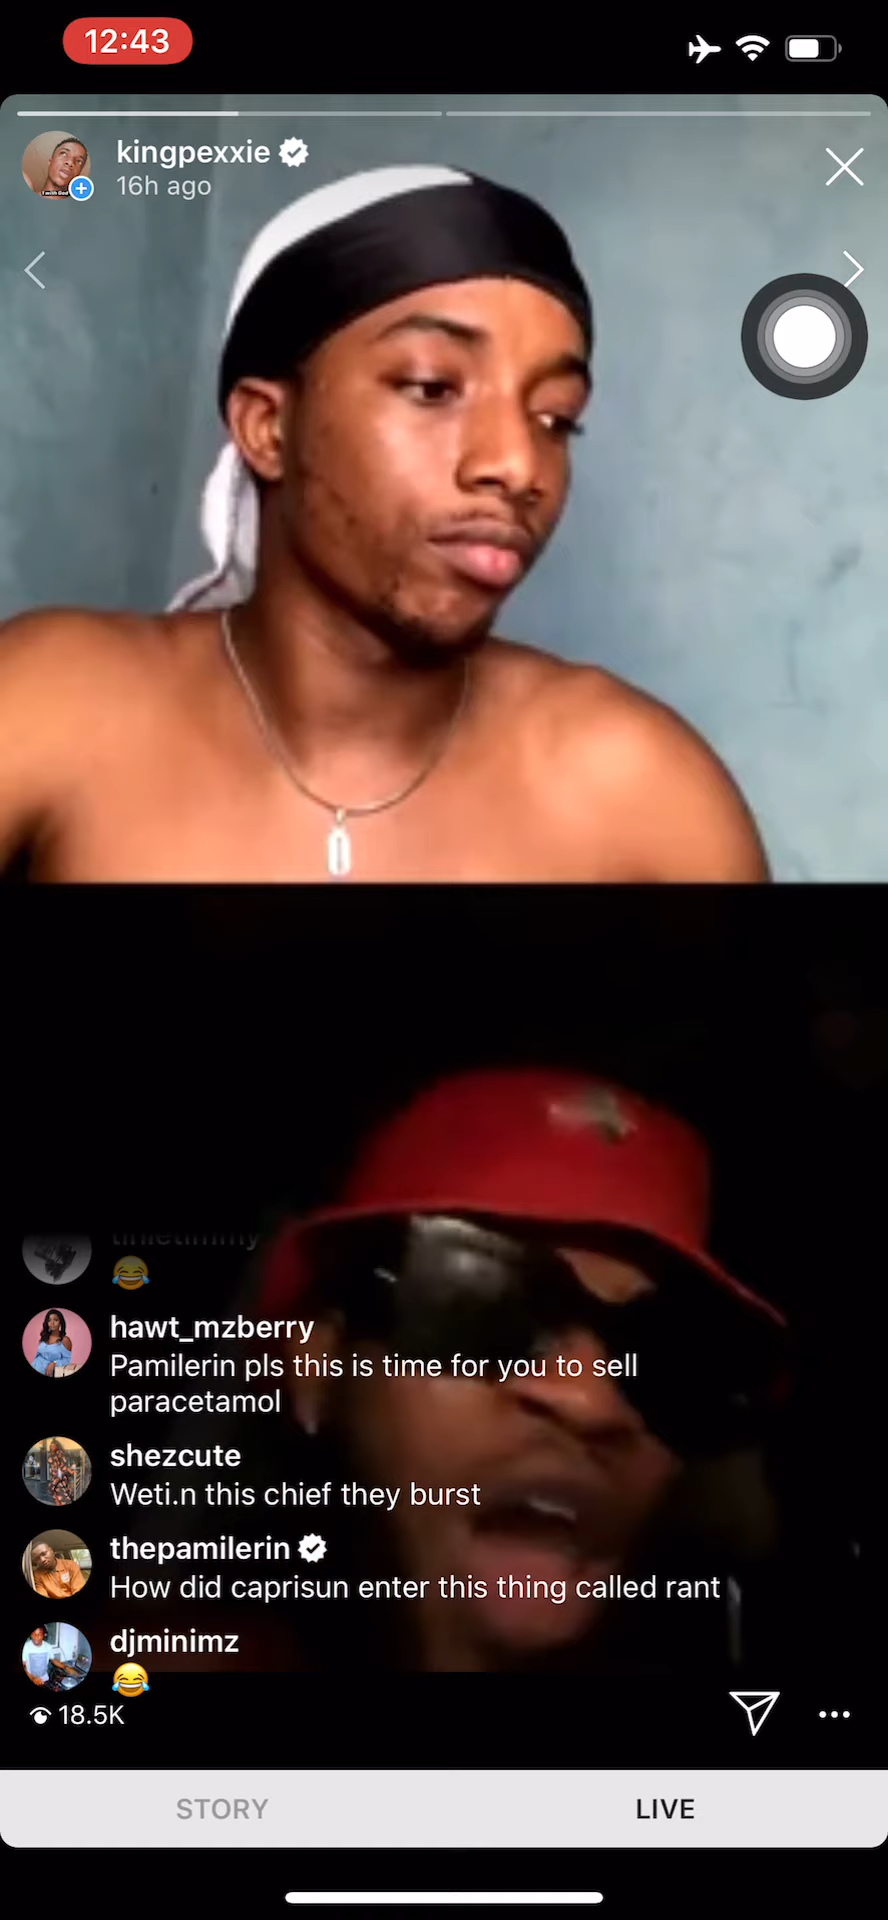 12:43
kingpexxie
16h ago
tinietimmy
😂
hawt_mzberry
Pamilerin pls this is time for you to sell
paracetamol
shezcute
Weti.n this chief they burst
thepamilerin
How did caprisun enter this thing called rant
djminimz
😂
18.5K
STORY
LIVE